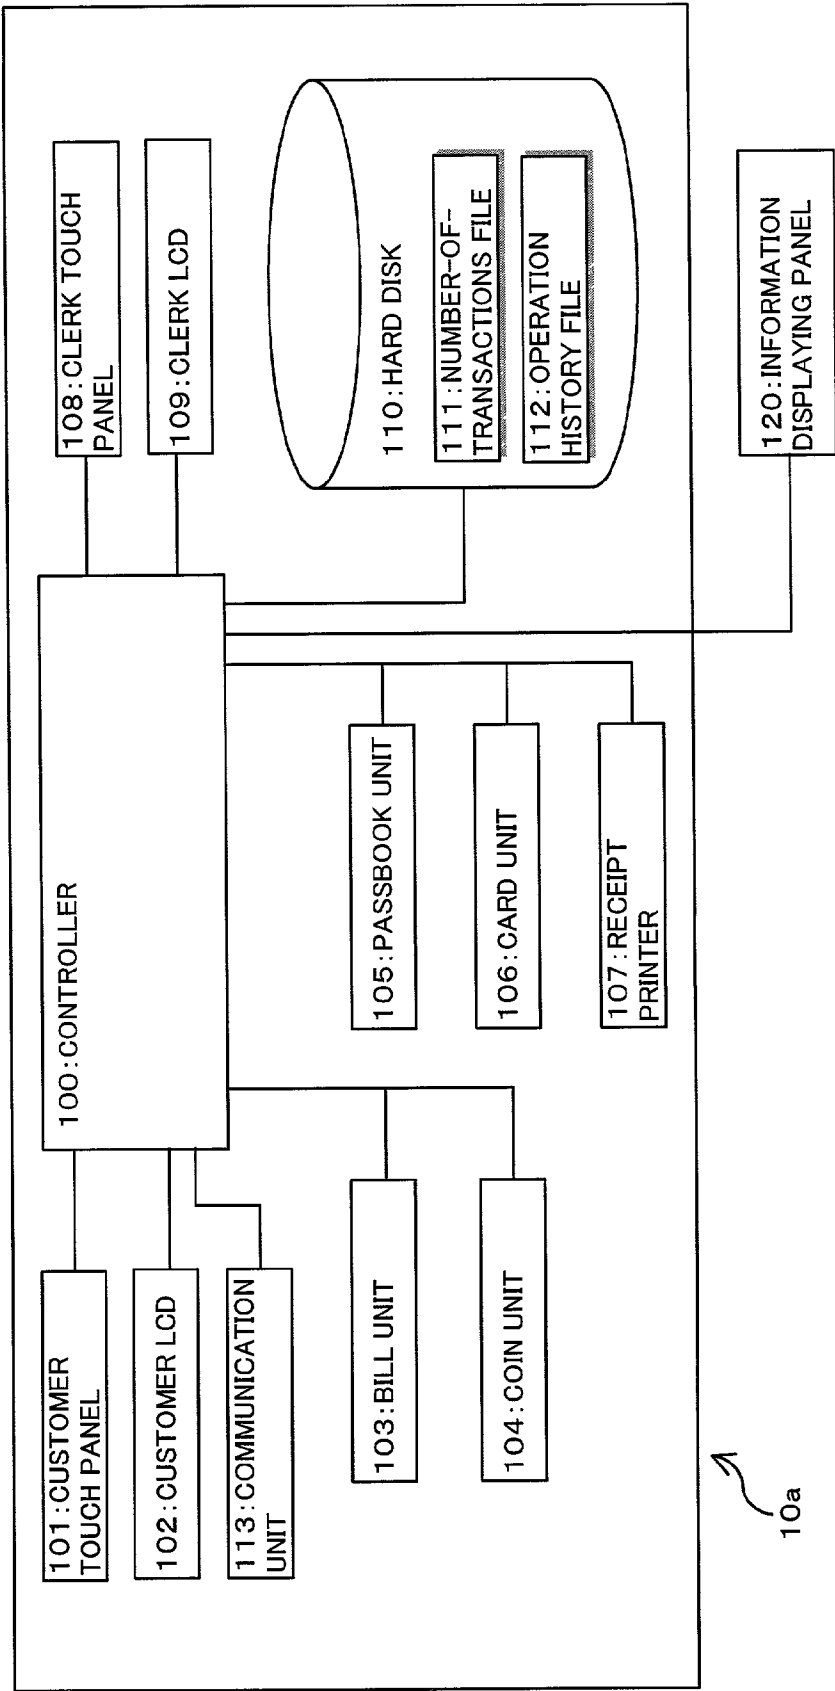 101:CUSTOMER
TOUCH PANEL
102:CUSTOMER LCD
113:COMMUNICATION
UNIT
100:CONTROLLER
108:CLERK TOUCH
PANEL
109:CLERK LCD
103:BILL UNIT
104:COIN UNIT
105:PASSBOOK UNIT
106:CARD UNIT
107:RECEIPT
PRINTER
110:HARD DISK
111:NUMBER-OF-
TRANSACTIONS FILE
112:OPERATION
HISTORY FILE
120:INFORMATION
DISPLAYING PANEL
10a